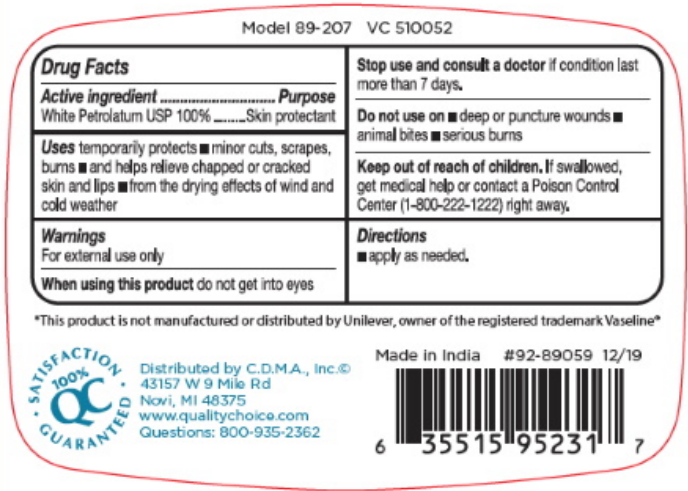 Model 89-207 VC 510052
Drug Facts
Active ingredient ................................ Purpose
White Petrolatum USP 100% ......... Skin protectant
Uses temporarily protects ■ minor cuts, scrapes,
burns ■ and helps relieve chapped or cracked
skin and lips ■ from the drying effects of wind and
cold weather
Warnings
For external use only
When using this product do not get into eyes
Stop use and consult a doctor if condition last
more than 7 days.
Do not use on ■ deep or puncture wounds ■
animal bites ■ serious burns
Keep out of reach of children. If swallowed,
get medical help or contact a Poison Control
Center (1-800-222-1222) right away.
Directions
■ apply as needed.
*This product is not manufactured or distributed by Unilever, owner of the registered trademark Vaseline®
SATISFACTION
100%
QC
GUARANTEED
Distributed by C.D.M.A., Inc.©
43157 W 9 Mile Rd
Novi, MI 48375
www.qualitychoice.com
Questions: 800-935-2362
Made in India #92-89059 12/19
6 35515 95231 7